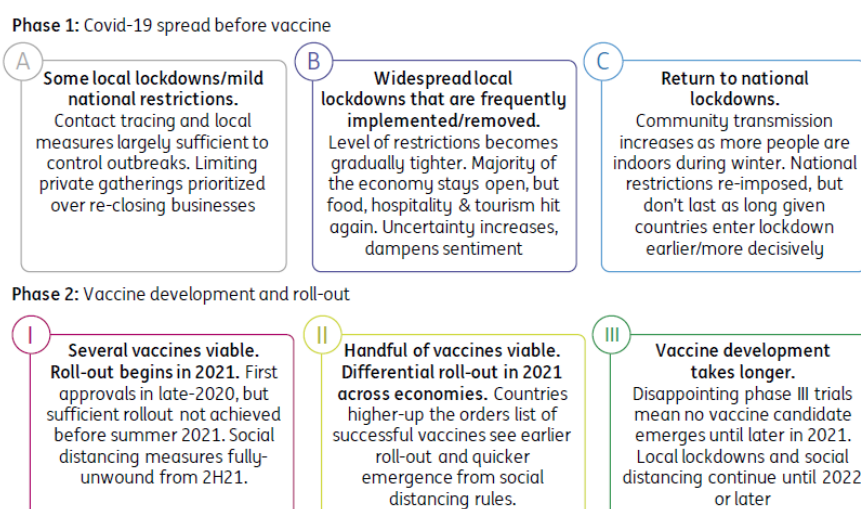 Phase 1: Covid-19 spread before vaccine
A
Some local lockdowns/mild
national restrictions.
Contact tracing and local
measures largely sufficient to
control outbreaks. Limiting
private gatherings prioritized
over re-closing businesses
B
Widespread local
lockdowns that are frequently
implemented/removed.
Level of restrictions becomes
gradually tighter. Majority of
the economy stays open, but
food, hospitality & tourism hit
again. Uncertainty increases,
dampens sentiment
C
Return to national
lockdowns.
Community transmission
increases as more people are
indoors during winter. National
restrictions re-imposed, but
don't last as long given
countries enter lockdown
earlier/more decisively
Phase 2: Vaccine development and roll-out
I
Several vaccines viable.
Roll-out begins in 2021. First
approvals in late-2020, but
sufficient rollout not achieved
before summer 2021. Social
distancing measures fully-
unwound from 2H21.
II
Handful of vaccines viable.
Differential roll-out in 2021
across economies. Countries
higher-up the orders list of
successful vaccines see earlier
roll-out and quicker
emergence from social
distancing rules.
III
Vaccine development
takes longer.
Disappointing phase III trials
mean no vaccine candidate
emerges until later in 2021.
Local lockdowns and social
distancing continue until 2022
or later